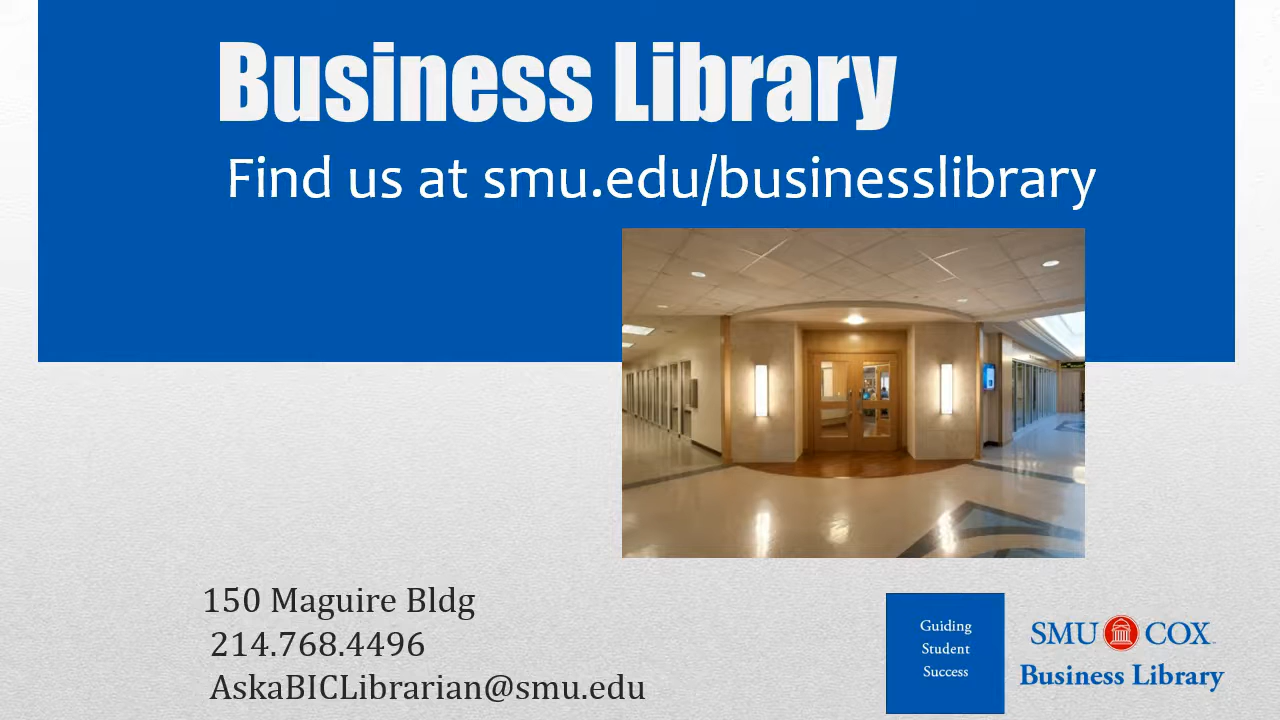 Business Library
Find us at smu.edu/businesslibrary
150 Maguire Bldg
214.768.4496
AskaBICLibrarian@smu.edu
Guiding
Student
Success
SMU COX
Business Library